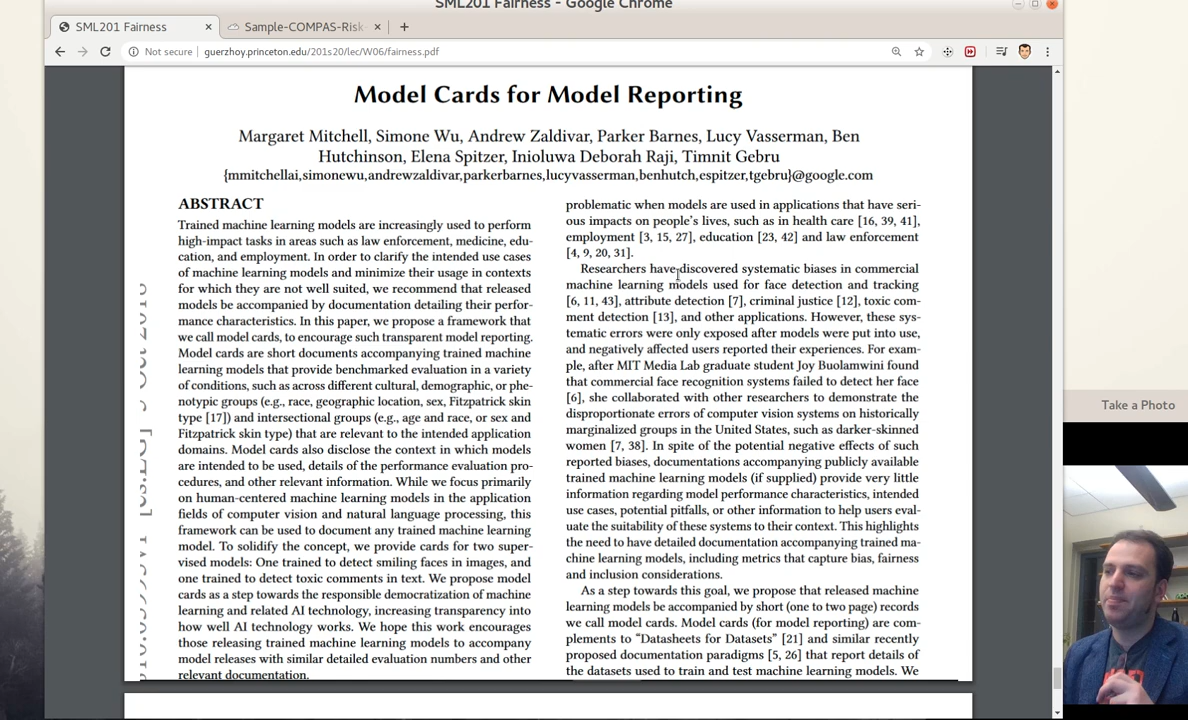 SML201 Fairness - Google Chrome
SML201 Fairness
Sample-COMPAS-Risk
Not secure
guerzhoy.princeton.edu/201s20/lec/W06/fairness.pdf
Model Cards for Model Reporting
Margaret Mitchell, Simone Wu, Andrew Zaldivar, Parker Barnes, Lucy Vasserman, Ben
Hutchinson, Elena Spitzer, Inioluwa Deborah Raji, Timnit Gebru
{mmitchellai,simonewu,andrewzaldivar,parkerbarnes,lucyvasserman,benhutch,espitzer,tgebru}@google.com
ABSTRACT
Trained machine learning models are increasingly used to perform
high-impact tasks in areas such as law enforcement, medicine, edu-
cation, and employment. In order to clarify the intended use cases
of machine learning models and minimize their usage in contexts
for which they are not well suited, we recommend that released
models be accompanied by documentation detailing their perfor-
mance characteristics. In this paper, we propose a framework that
we call model cards, to encourage such transparent model reporting.
Model cards are short documents accompanying trained machine
learning models that provide benchmarked evaluation in a variety
of conditions, such as across different cultural, demographic, or phe-
notypic groups (e.g., race, geographic location, sex, Fitzpatrick skin
type [17]) and intersectional groups (e.g., age and race, or sex and
Fitzpatrick skin type) that are relevant to the intended application
domains. Model cards also disclose the context in which models
are intended to be used, details of the performance evaluation pro-
cedures, and other relevant information. While we focus primarily
on human-centered machine learning models in the application
fields of computer vision and natural language processing, this
framework can be used to document any trained machine learning
model. To solidify the concept, we provide cards for two super-
vised models: One trained to detect smiling faces in images, and
one trained to detect toxic comments in text. We propose model
cards as a step towards the responsible democratization of machine
learning and related AI technology, increasing transparency into
how well AI technology works. We hope this work encourages
those releasing trained machine learning models to accompany
model releases with similar detailed evaluation numbers and other
relevant documentation.
problematic when models are used in applications that have seri-
ous impacts on people's lives, such as in health care [16, 39, 41],
employment [3, 15, 27], education [23, 42] and law enforcement
[4, 9, 20, 31].
Researchers have discovered systematic biases in commercial
machine learning models used for face detection and tracking
[6, 11, 43], attribute detection [7], criminal justice [12], toxic com-
ment detection [13], and other applications. However, these sys-
tematic errors were only exposed after models were put into use,
and negatively affected users reported their experiences. For exam-
ple, after MIT Media Lab graduate student Joy Buolamwini found
that commercial face recognition systems failed to detect her face
[6], she collaborated with other researchers to demonstrate the
disproportionate errors of computer vision systems on historically
marginalized groups in the United States, such as darker-skinned
women [7, 38]. In spite of the potential negative effects of such
reported biases, documentations accompanying publicly available
trained machine learning models (if supplied) provide very little
information regarding model performance characteristics, intended
use cases, potential pitfalls, or other information to help users eval-
uate the suitability of these systems to their context. This highlights
the need to have detailed documentation accompanying trained ma-
chine learning models, including metrics that capture bias, fairness
and inclusion considerations.
As a step towards this goal, we propose that released machine
learning models be accompanied by short (one to two page) records
we call model cards. Model cards (for model reporting) are com-
plements to "Datasheets for Datasets" [21] and similar recently
proposed documentation paradigms [5, 26] that report details of
the datasets used to train and test machine learning models. We
Take a Photo